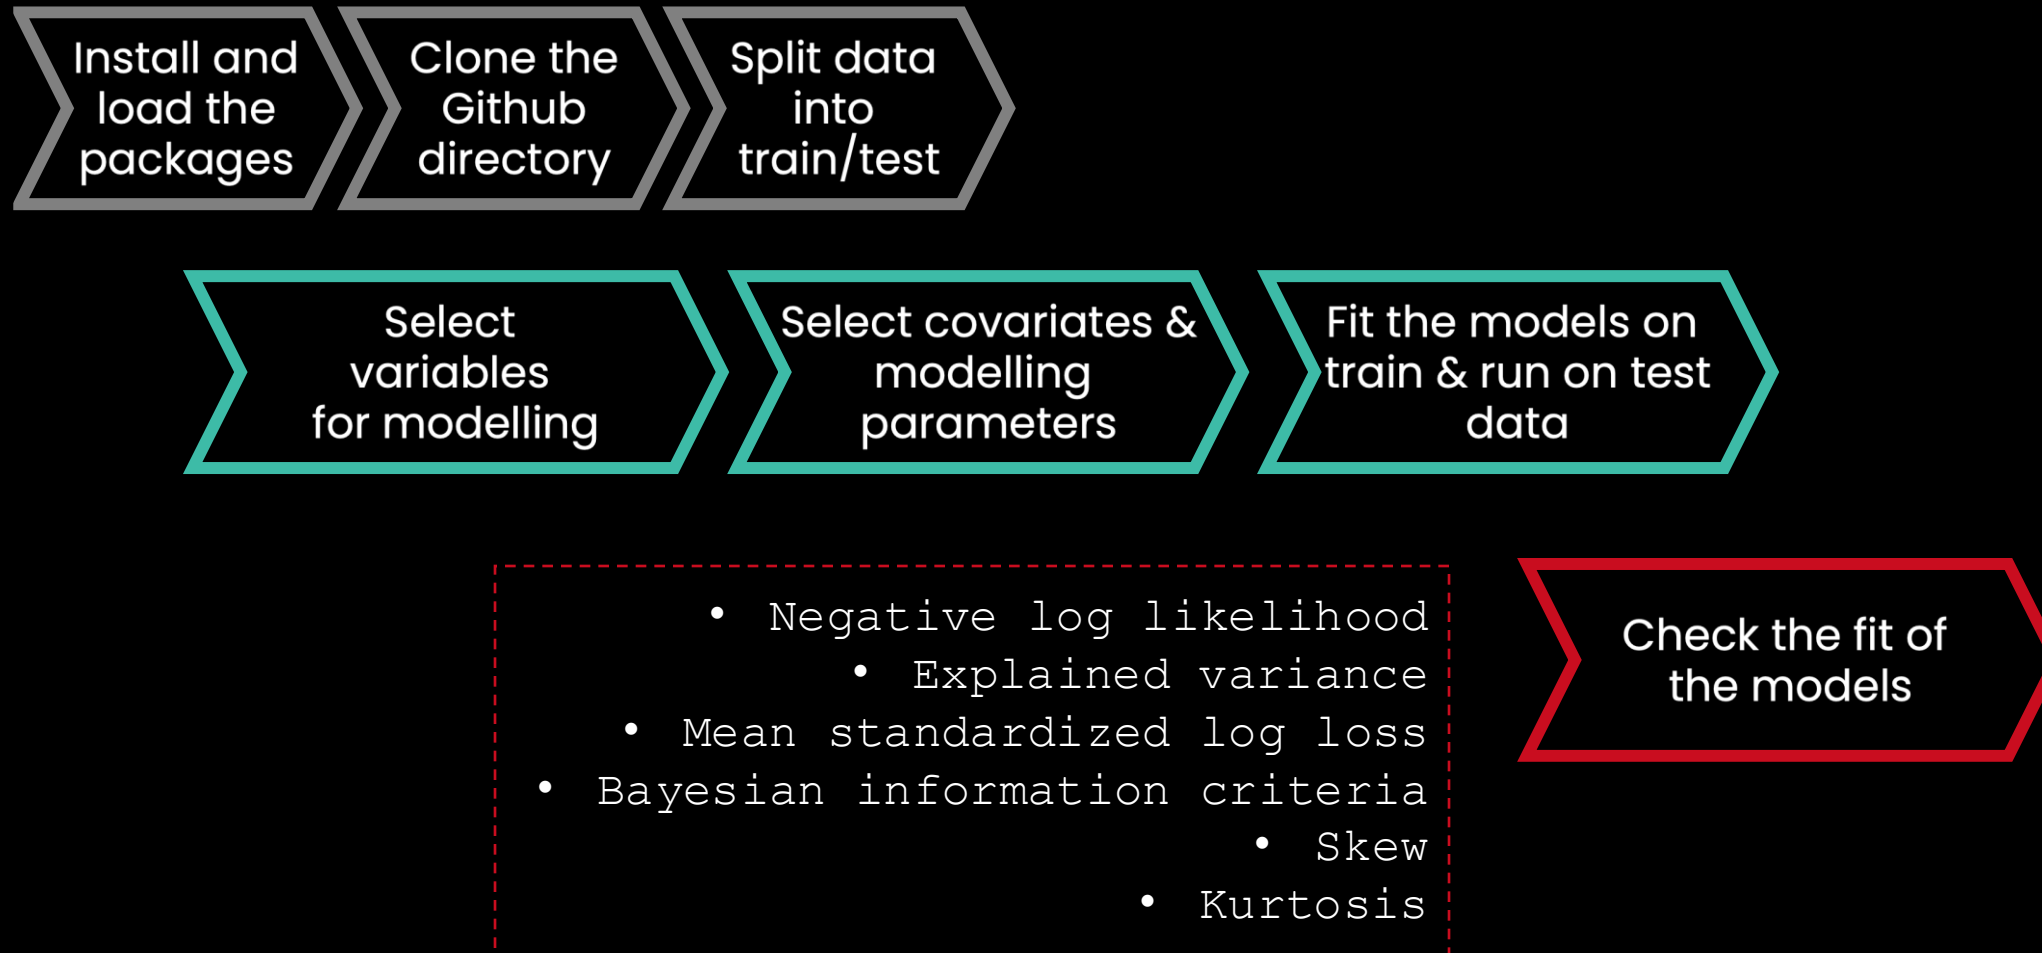 Install and
load the
packages
Clone the
Github
directory
Split data
into
train/test
Select
variables
for modelling
Select covariates &
modelling
parameters
Fit the models on
train & run on test
data
Check the fit of
the models
• Negative log likelihood
• Explained variance
• Mean standardized log loss
• Bayesian information criteria
• Skew
• Kurtosis